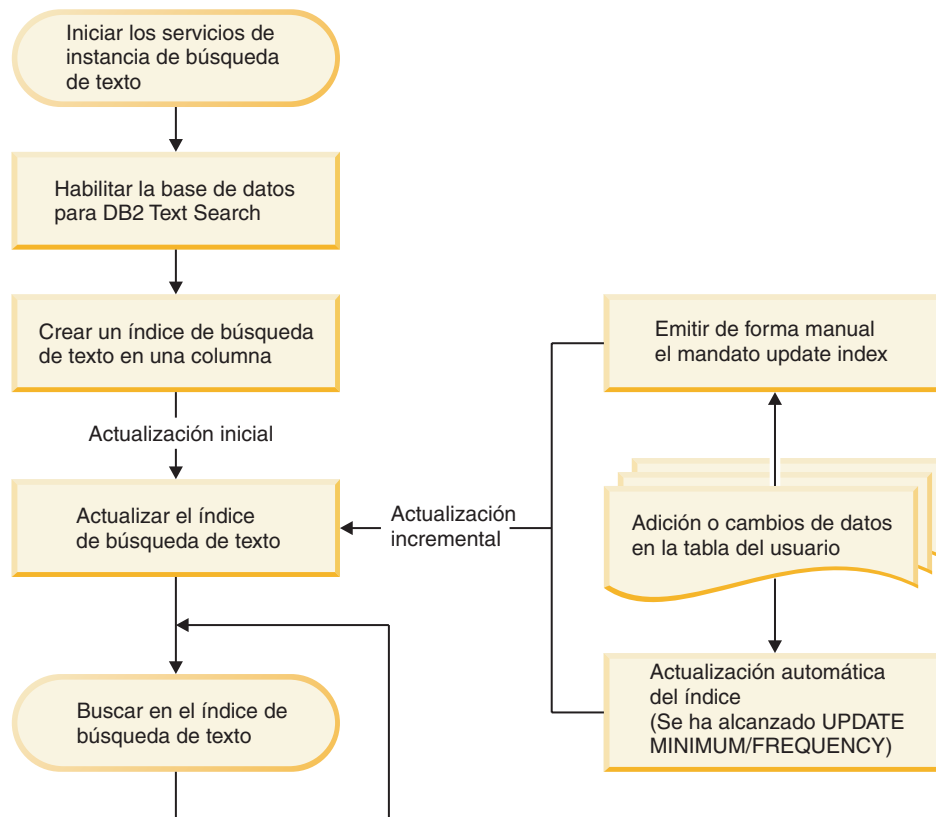 Iniciar los servicios de
instancia de búsqueda
de texto
Habilitar la base de datos
para DB2 Text Search
Crear un índice de búsqueda
de texto en una columna
Actualización inicial
Actualizar el índice
de búsqueda de texto
Buscar en el índice de
búsqueda de texto
Actualización
incremental
Emitir de forma manual
el mandato update index
Adición o cambios de datos
en la tabla del usuario
Actualización automática
del índice
(Se ha alcanzado UPDATE
MINIMUM/FREQUENCY)